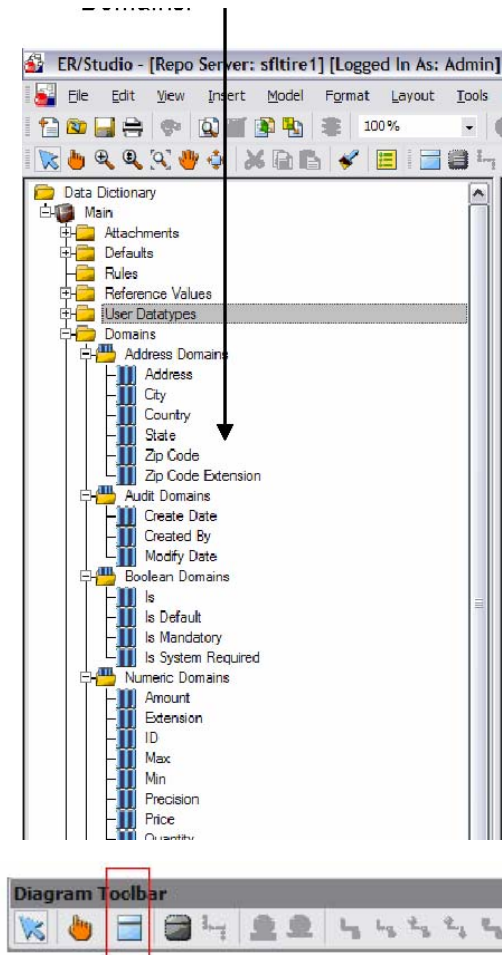 Domains.
ER/Studio - [Repo Server: sfltire1] [Logged In As: Admin]
File Edit View Insert Model Format Layout Tools
100%
Data Dictionary
Main
Attachments
Defaults
Rules
Reference Values
User Datatypes
Domains
Address Domains
Address
City
Country
State
Zip Code
Zip Code Extension
Audit Domains
Create Date
Created By
Modify Date
Boolean Domains
Is
Is Default
Is Mandatory
Is System Required
Numeric Domains
Amount
Extension
ID
Max
Min
Precision
Price
Quantity
Diagram Toolbar